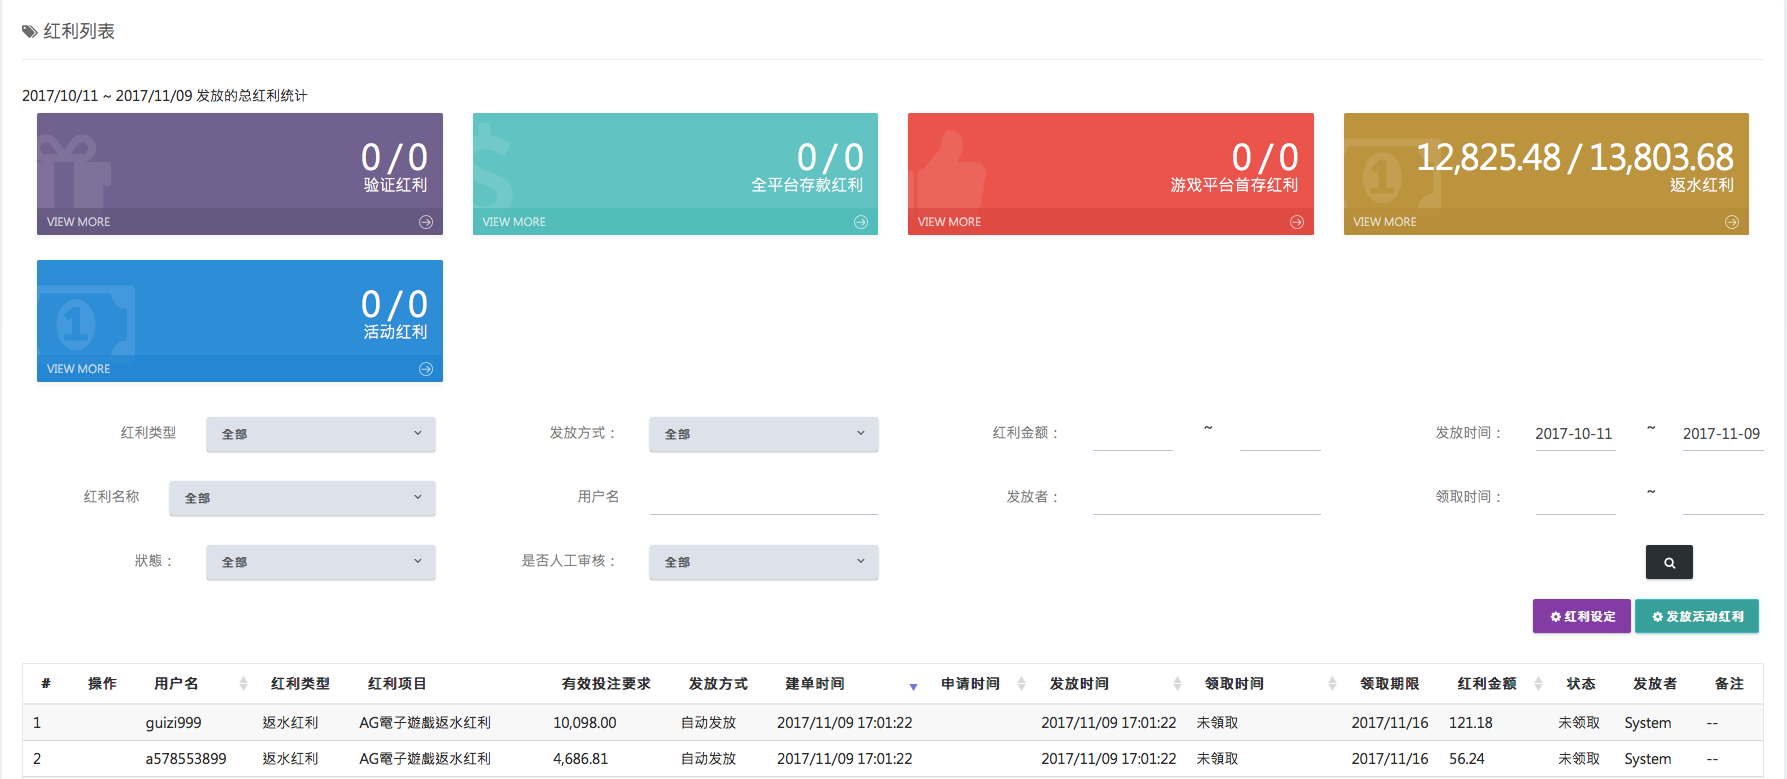 红利列表
2017/10/11 ~ 2017/11/09 发放的总红利统计
0 / 0
验证红利
VIEW MORE
0 / 0
全平台存款红利
VIEW MORE
0 / 0
游戏平台首存红利
VIEW MORE
12,825.48 / 13,803.68
返水红利
VIEW MORE
0 / 0
活动红利
VIEW MORE
红利类型 全部 发放方式： 全部 红利金额： ~ 发放时间： 2017-10-11 ~ 2017-11-09
红利名称 全部 用户名 发放者： 领取时间： ~
狀態： 全部 是否人工审核： 全部
红利设定 发放活动红利
# 操作 用户名 红利类型 红利项目 有效投注要求 发放方式 建单时间 申请时间 发放时间 领取时间 领取期限 红利金额 状态 发放者 备注
1 guizi999 返水红利 AG電子遊戲返水红利 10,098.00 自动发放 2017/11/09 17:01:22 2017/11/09 17:01:22 未領取 2017/11/16 121.18 未領取 System --
2 a578553899 返水红利 AG電子遊戲返水红利 4,686.81 自动发放 2017/11/09 17:01:22 2017/11/09 17:01:22 未領取 2017/11/16 56.24 未領取 System --